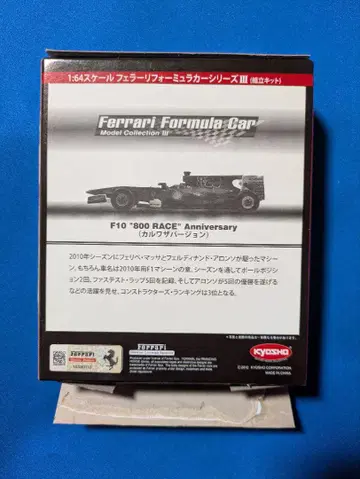 1:64スケール フェラーリフォーミュラカーシリーズⅢ (組立キット)
Ferrari Formula Car
Model Collection III
F10 "800 RACE" Anniversary
(カルワザバージョン)
2010年シーズンにフェリペ・マッサとフェルディナンド・アロンソが駆ったマシー
ン。もちろん車名は2010年用F1マシーンの意。シーズンを通してポールポジ
ション2回、ファステスト・ラップ5回を記録。そしてアロンソが5回の優勝を遂げる
などの活躍を見せ、コンストラクターズ・ランキングは3位となる。
Ferrari
Ferrari
KYOSHO
KYOSHO CORPORATION
MADE IN CHINA